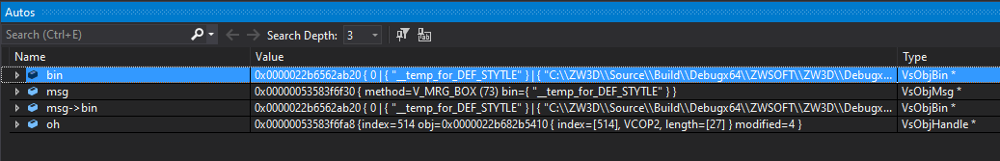 Autos
Search (Ctrl+E) Search Depth: 3
Name Value Type
bin 0x0000022b6562ab20 { 0 | { "__temp_for_DEF_STYTLE" } | { "C:\\ZW3D\\Source\\Build\\Debugx64\\ZWSOFT\\ZW3D\\Debugx... VsObjBin *
msg 0x00000053583f6f30 { method=V_MRG_BOX (73) bin={ "__temp_for_DEF_STYTLE" } } VsObjMsg *
msg->bin 0x0000022b6562ab20 { 0 | { "__temp_for_DEF_STYTLE" } | { "C:\\ZW3D\\Source\\Build\\Debugx64\\ZWSOFT\\ZW3D\\Debugx... VsObjBin *
oh 0x00000053583f6fa8 {index=514 obj=0x0000022b682b5410 { index=[514], VCOP2, length=[27] } modified=4 } VsObjHandle *